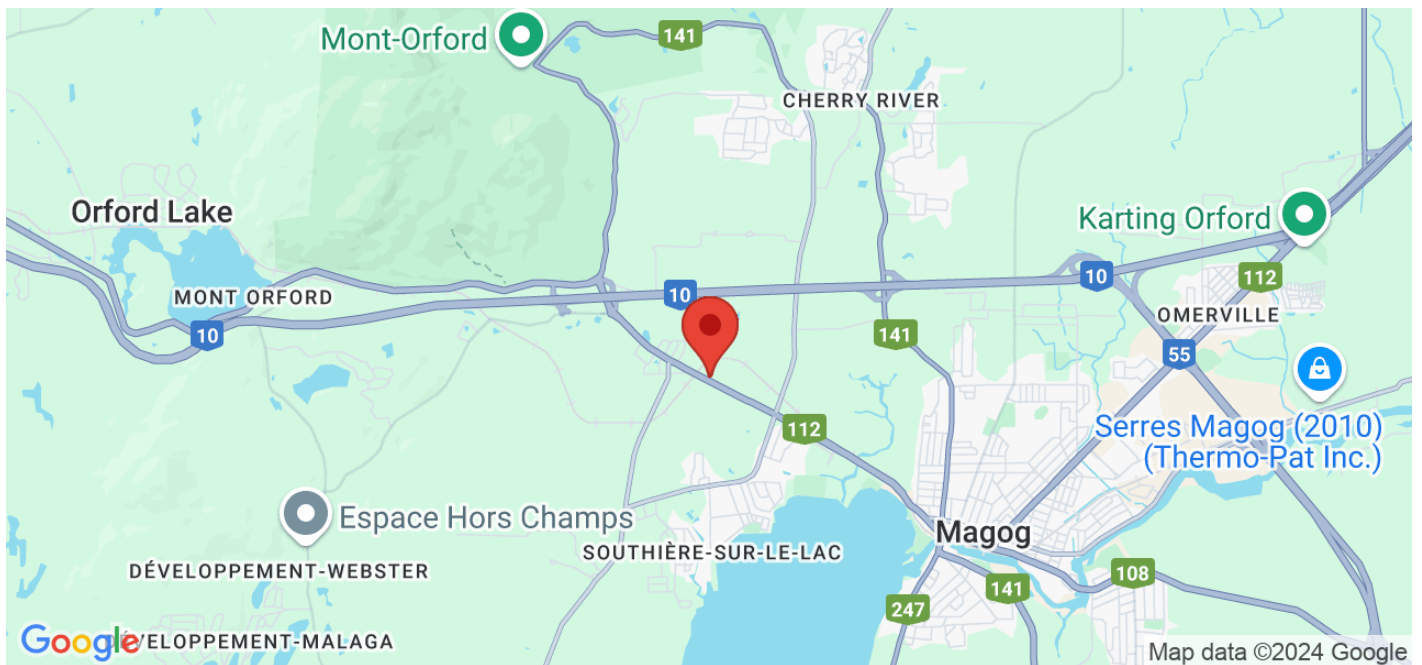 Mont-Orford
141
CHERRY RIVER
Orford Lake
Karting Orford
10
112
MONT ORFORD
10
OMERVILLE
10
141
55
112
Serres Magog (2010)
(Thermo-Pat Inc.)
Espace Hors Champs
Magog
SOUTHIÈRE-SUR-LE-LAC
DÉVELOPPEMENT-WEBSTER
108
141
247
Google
DÉVELOPPEMENT-MALAGA
Map data ©2024 Google